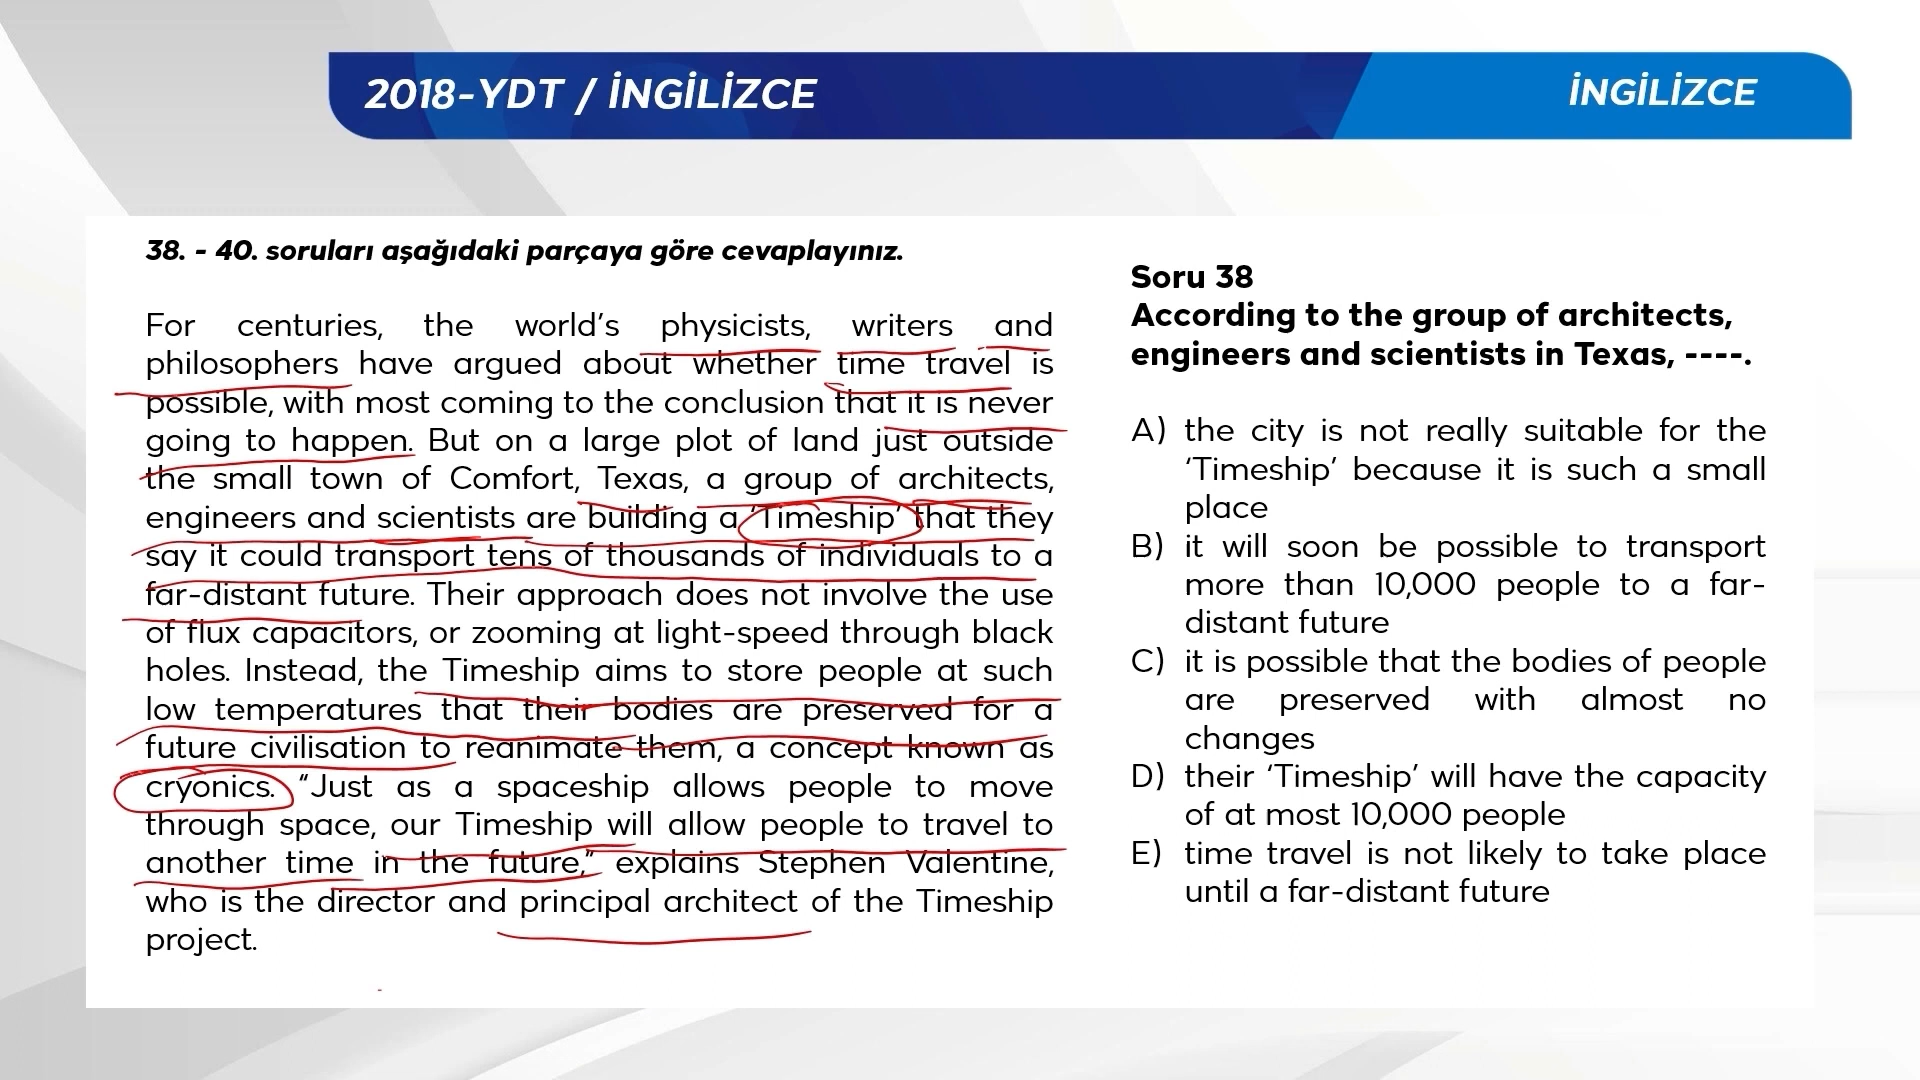 2018-YDT / İNGİLİZCE
İNGİLİZCE
38. - 40. soruları aşağıdaki parçaya göre cevaplayınız.
For centuries, the world’s physicists, writers and
philosophers have argued about whether time travel is
possible, with most coming to the conclusion that it is never
going to happen. But on a large plot of land just outside
the small town of Comfort, Texas, a group of architects,
engineers and scientists are building a ‘Timeship’ that they
say it could transport tens of thousands of individuals to a
far-distant future. Their approach does not involve the use
of flux capacitors, or zooming at light-speed through black
holes. Instead, the Timeship aims to store people at such
low temperatures that their bodies are preserved for a
future civilisation to reanimate them, a concept known as
cryonics. “Just as a spaceship allows people to move
through space, our Timeship will allow people to travel to
another time in the future,” explains Stephen Valentine,
who is the director and principal architect of the Timeship
project.
Soru 38
According to the group of architects,
engineers and scientists in Texas, ----.
A) the city is not really suitable for the
‘Timeship’ because it is such a small
place
B) it will soon be possible to transport
more than 10,000 people to a far-
distant future
C) it is possible that the bodies of people
are preserved with almost no
changes
D) their ‘Timeship’ will have the capacity
of at most 10,000 people
E) time travel is not likely to take place
until a far-distant future